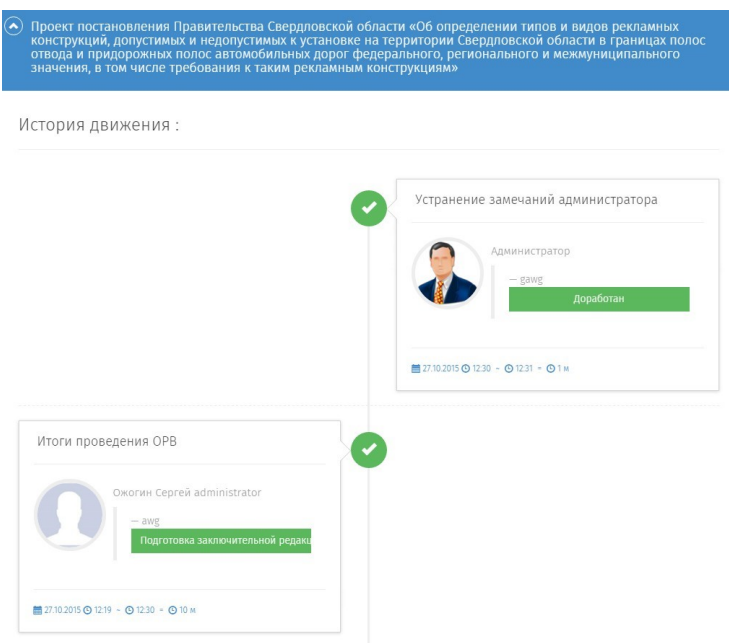 Проект постановления Правительства Свердловской области «Об определении типов и видов рекламных
конструкций, допустимых и недопустимых к установке на территории Свердловской области в границах полос
отвода и придорожных полос автомобильных дорог федерального, регионального и межмуниципального
значения, в том числе требования к таким рекламным конструкциям»
История движения :
Устранение замечаний администратора
Администратор
— gawg
Доработан
27.10.2015 12:30 - 12:31 = 1 м
Итоги проведения ОРВ
Ожогин Сергей administrator
— awg
Подготовка заключительной редакц
27.10.2015 12:19 - 12:30 = 10 м